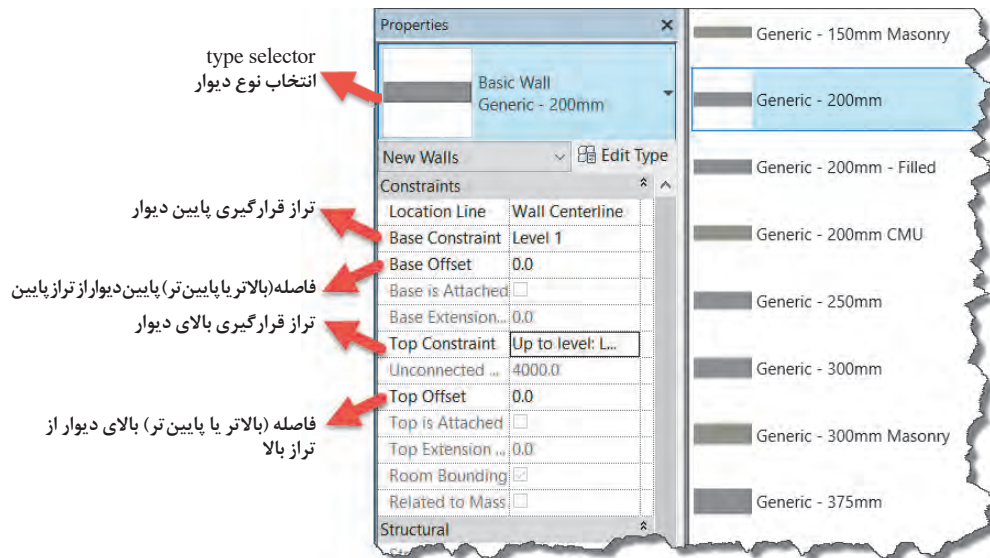 type selector
انتخاب نوع دیوار
تراز قرارگیری پایین دیوار
فاصله (بالاتر یا پایین‌تر) پایین دیوار از تراز پایین
تراز قرارگیری بالای دیوار
فاصله (بالاتر یا پایین‌تر) بالای دیوار از
تراز بالا
Properties
Basic Wall
Generic - 200mm
New Walls Edit Type
Constraints
Location Line Wall Centerline
Base Constraint Level 1
Base Offset 0.0
Base is Attached
Base Extension... 0.0
Top Constraint Up to level: L...
Unconnected ... 4000.0
Top Offset 0.0
Top is Attached
Top Extension ... 0.0
Room Bounding
Related to Mass
Structural
Generic - 150mm Masonry
Generic - 200mm
Generic - 200mm - Filled
Generic - 200mm CMU
Generic - 250mm
Generic - 300mm
Generic - 300mm Masonry
Generic - 375mm